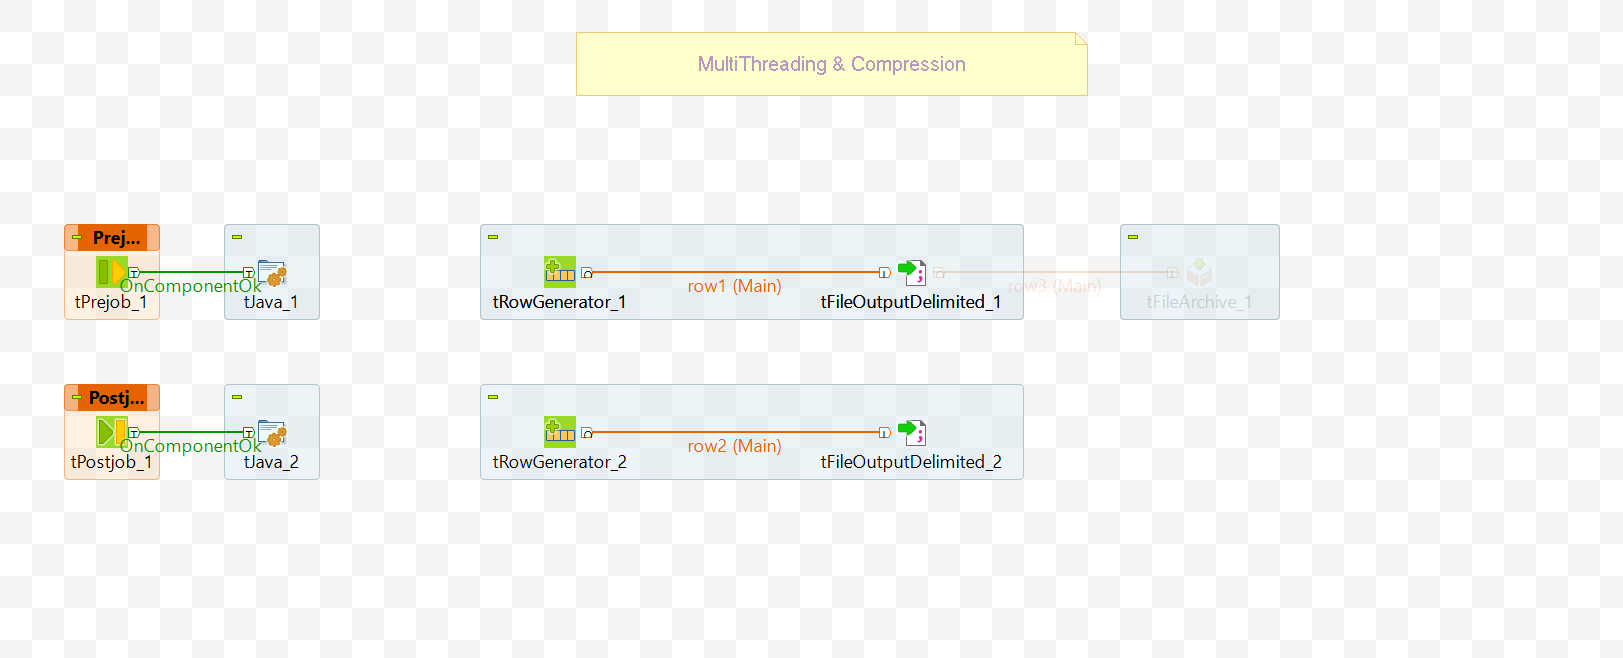 MultiThreading & Compression
Prej...
OnComponentOk
tPrejob_1
tJava_1
row1 (Main)
tRowGenerator_1
tFileOutputDelimited_1
row3 (Main)
tFileArchive_1
Postj...
OnComponentOk
tPostjob_1
tJava_2
row2 (Main)
tRowGenerator_2
tFileOutputDelimited_2